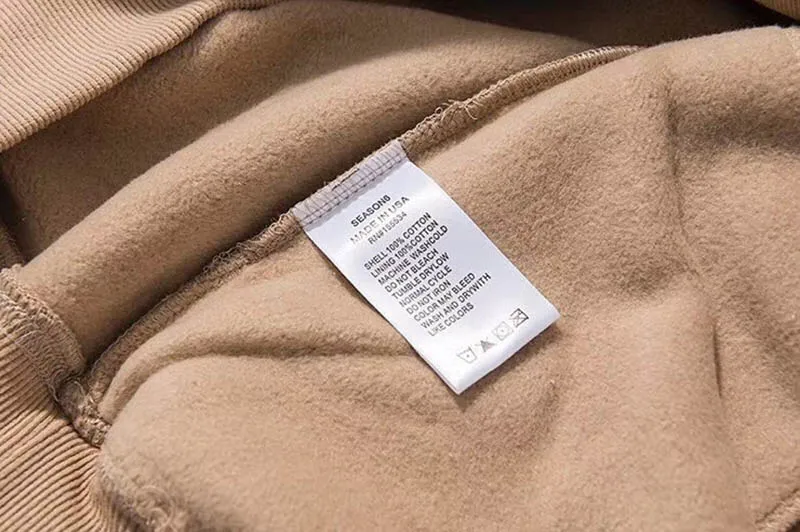 SEASON6
MADE IN USA
RN#155534
SHELL 100% COTTON
LINING 100%COTTON
MACHINE WASHCOLD
DO NOT BLEACH
TUMBLE DRYLOW
NORMAL CYCLE
DO NOT IRON
COLOR MAY BLEED
WASH AND DRYWITH
LIKE COLORS